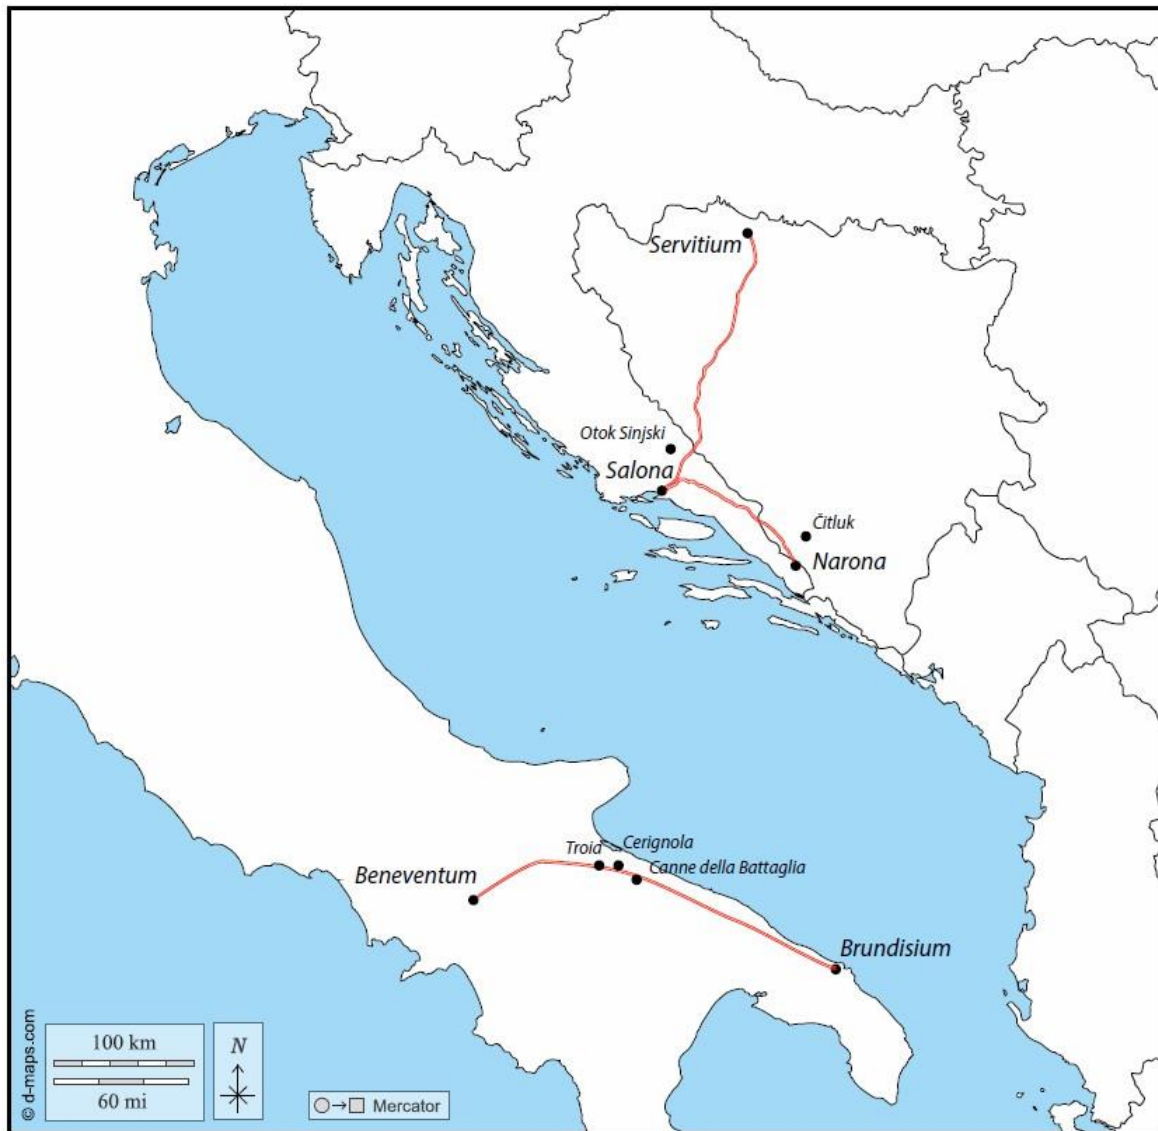 Servitium
Otok Sinjski
Salona
Čitluk
Narona
Troia
Cerignola
Canne della Battaglia
Beneventum
Brundisium
© d-maps.com
100 km
60 mi
N
Mercator